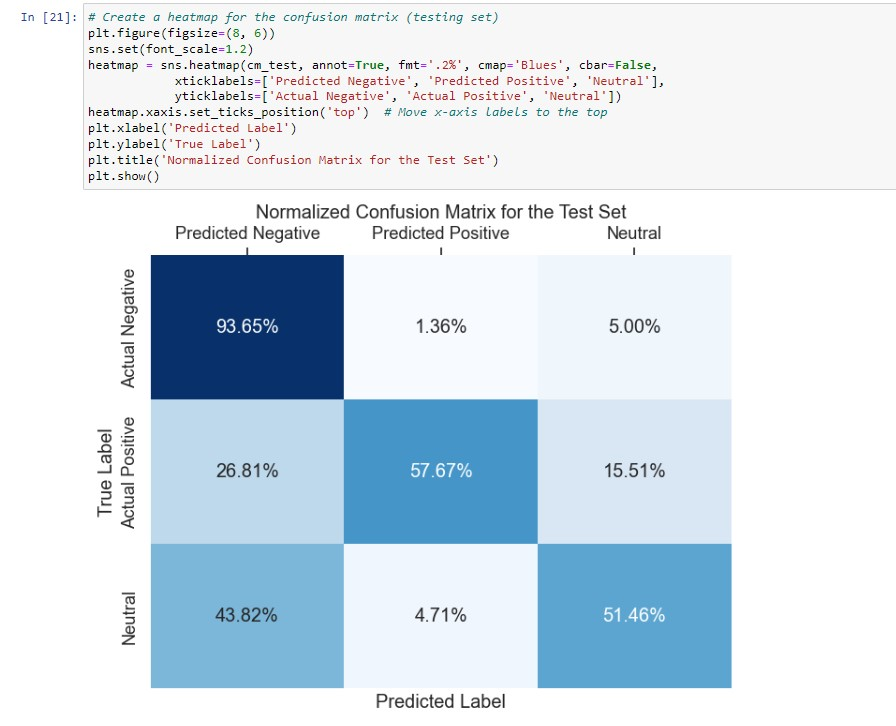 In [21]: # Create a heatmap for the confusion matrix (testing set)
plt.figure(figsize=(8, 6))
sns.set(font_scale=1.2)
heatmap = sns.heatmap(cm_test, annot=True, fmt='.2%', cmap='Blues', cbar=False,
xticklabels=['Predicted Negative', 'Predicted Positive', 'Neutral'],
yticklabels=['Actual Negative', 'Actual Positive', 'Neutral'])
heatmap.xaxis.set_ticks_position('top')  # Move x-axis labels to the top
plt.xlabel('Predicted Label')
plt.ylabel('True Label')
plt.title('Normalized Confusion Matrix for the Test Set')
plt.show()
Normalized Confusion Matrix for the Test Set
Predicted Negative Predicted Positive Neutral
Actual Negative
93.65% 1.36% 5.00%
True Label
Actual Positive
26.81% 57.67% 15.51%
Neutral
43.82% 4.71% 51.46%
Predicted Label